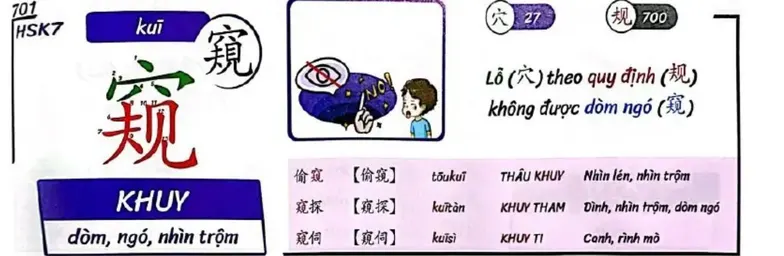 701
HSK7
kuī
窺
窥
KHUY
dòm, ngó, nhìn trộm
NO!
穴 27
规 700
Lỗ (穴) theo quy định (规)
không được dòm ngó (窥)
偷窥 【偷窺】 tōukuī THÂU KHUY Nhìn lén, nhìn trộm
窥探 【窺探】 kuītàn KHUY THAM Đình, nhìn trộm, dòm ngó
窥伺 【窺伺】 kuīsì KHUY TI Canh, rình mò